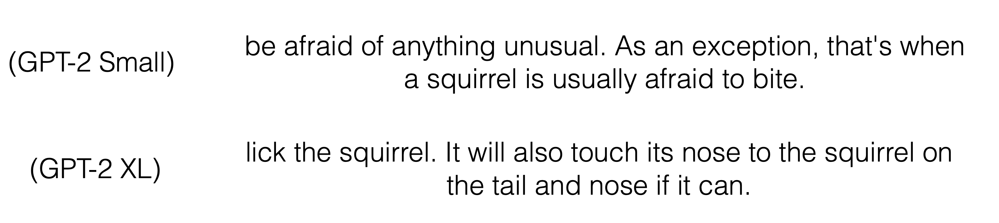 (GPT-2 Small)
be afraid of anything unusual. As an exception, that's when
a squirrel is usually afraid to bite.
(GPT-2 XL)
lick the squirrel. It will also touch its nose to the squirrel on
the tail and nose if it can.